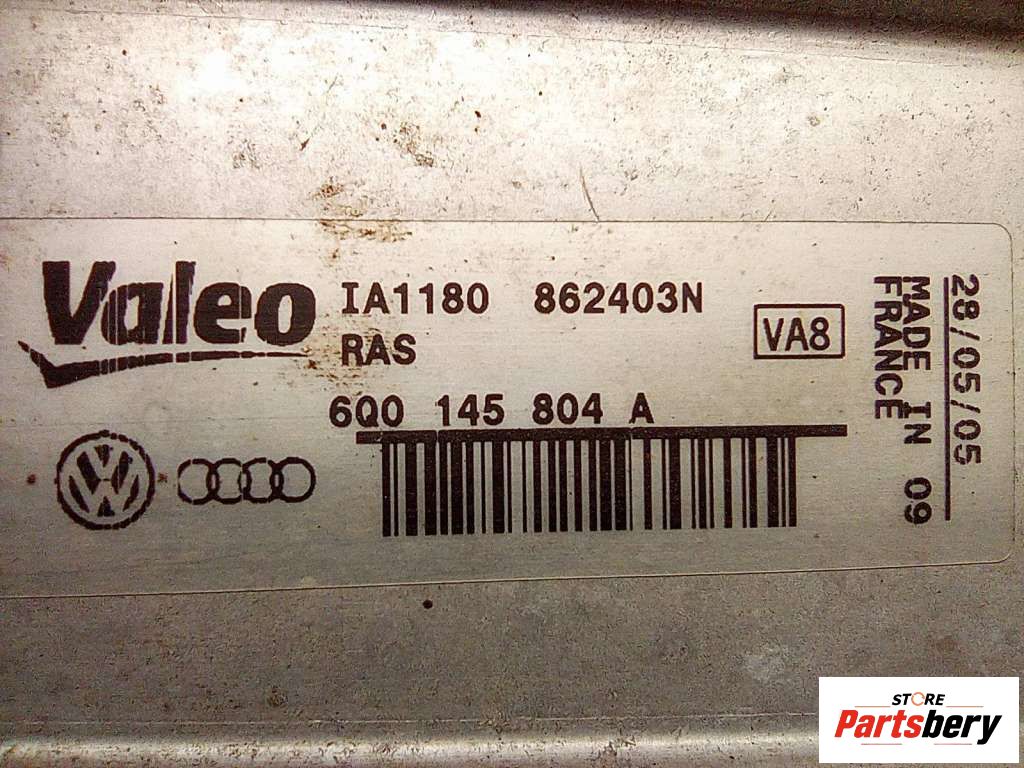 Valeo
IA1180 862403N
RAS
VA8
6Q0 145 804 A
28/05/05
MADE IN 09
FRANCE
STORE
Partsbery